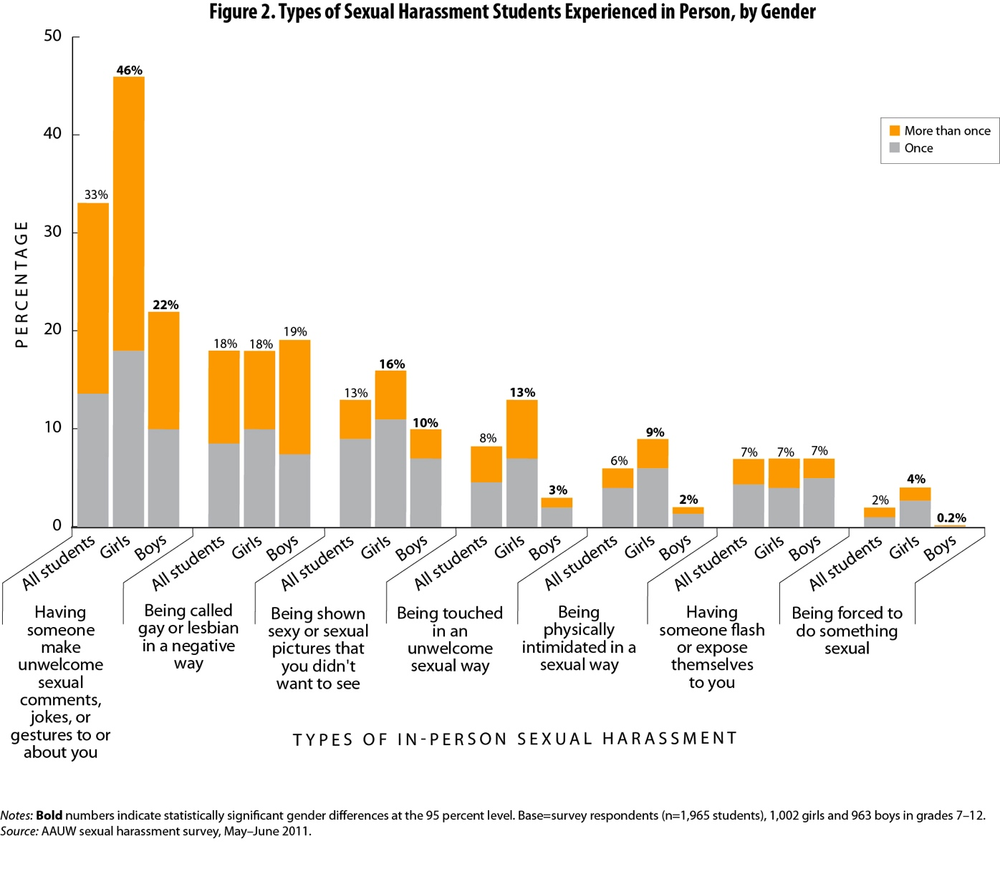 Figure 2. Types of Sexual Harassment Students Experienced in Person, by Gender
PERCENTAGE
50
40
30
20
10
0
More than once
Once
33%
46%
22%
18%
18%
19%
13%
16%
10%
8%
13%
3%
6%
9%
2%
7%
7%
7%
2%
4%
0.2%
All students
Girls
Boys
All students
Girls
Boys
All students
Girls
Boys
All students
Girls
Boys
All students
Girls
Boys
All students
Girls
Boys
All students
Girls
Boys
Having
someone
make
unwelcome
sexual
comments,
jokes, or
gestures to or
about you
Being called
gay or lesbian
in a negative
way
Being shown
sexy or sexual
pictures that
you didn't
want to see
Being touched
in an
unwelcome
sexual way
Being
physically
intimidated in a
sexual way
Having
someone flash
or expose
themselves
to you
Being forced to
do something
sexual
TYPES OF IN-PERSON SEXUAL HARASSMENT
Notes: Bold numbers indicate statistically significant gender differences at the 95 percent level. Base=survey respondents (n=1,965 students), 1,002 girls and 963 boys in grades 7–12.
Source: AAUW sexual harassment survey, May–June 2011.